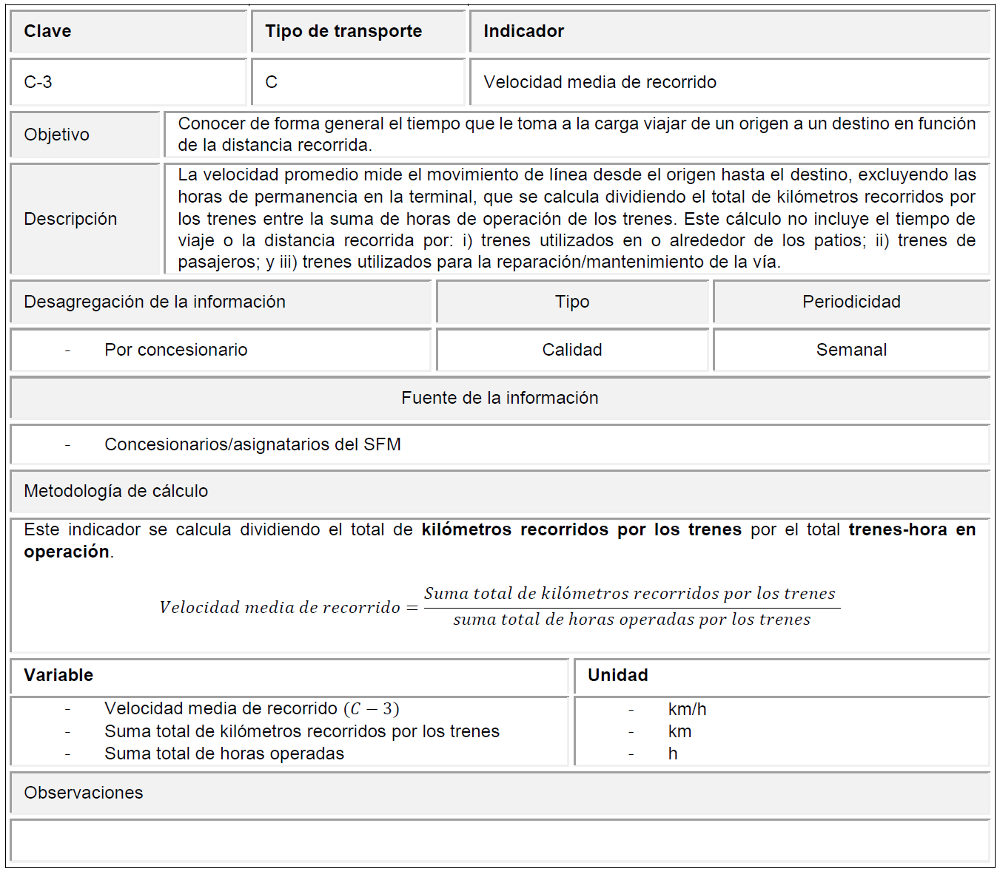 Clave Tipo de transporte Indicador
C-3 C Velocidad media de recorrido
Objetivo
Conocer de forma general el tiempo que le toma a la carga viajar de un origen a un destino en función
de la distancia recorrida.
Descripción
La velocidad promedio mide el movimiento de línea desde el origen hasta el destino, excluyendo las
horas de permanencia en la terminal, que se calcula dividiendo el total de kilómetros recorridos por
los trenes entre la suma de horas de operación de los trenes. Este cálculo no incluye el tiempo de
viaje o la distancia recorrida por: i) trenes utilizados en o alrededor de los patios; ii) trenes de
pasajeros; y iii) trenes utilizados para la reparación/mantenimiento de la vía.
Desagregación de la información Tipo Periodicidad
- Por concesionario Calidad Semanal
Fuente de la información
- Concesionarios/asignatarios del SFM
Metodología de cálculo
Este indicador se calcula dividiendo el total de kilómetros recorridos por los trenes por el total trenes-hora en
operación.
Velocidad media de recorrido = Suma total de kilómetros recorridos por los trenes
suma total de horas operadas por los trenes
Variable Unidad
- Velocidad media de recorrido (C − 3) - km/h
- Suma total de kilómetros recorridos por los trenes - km
- Suma total de horas operadas - h
Observaciones